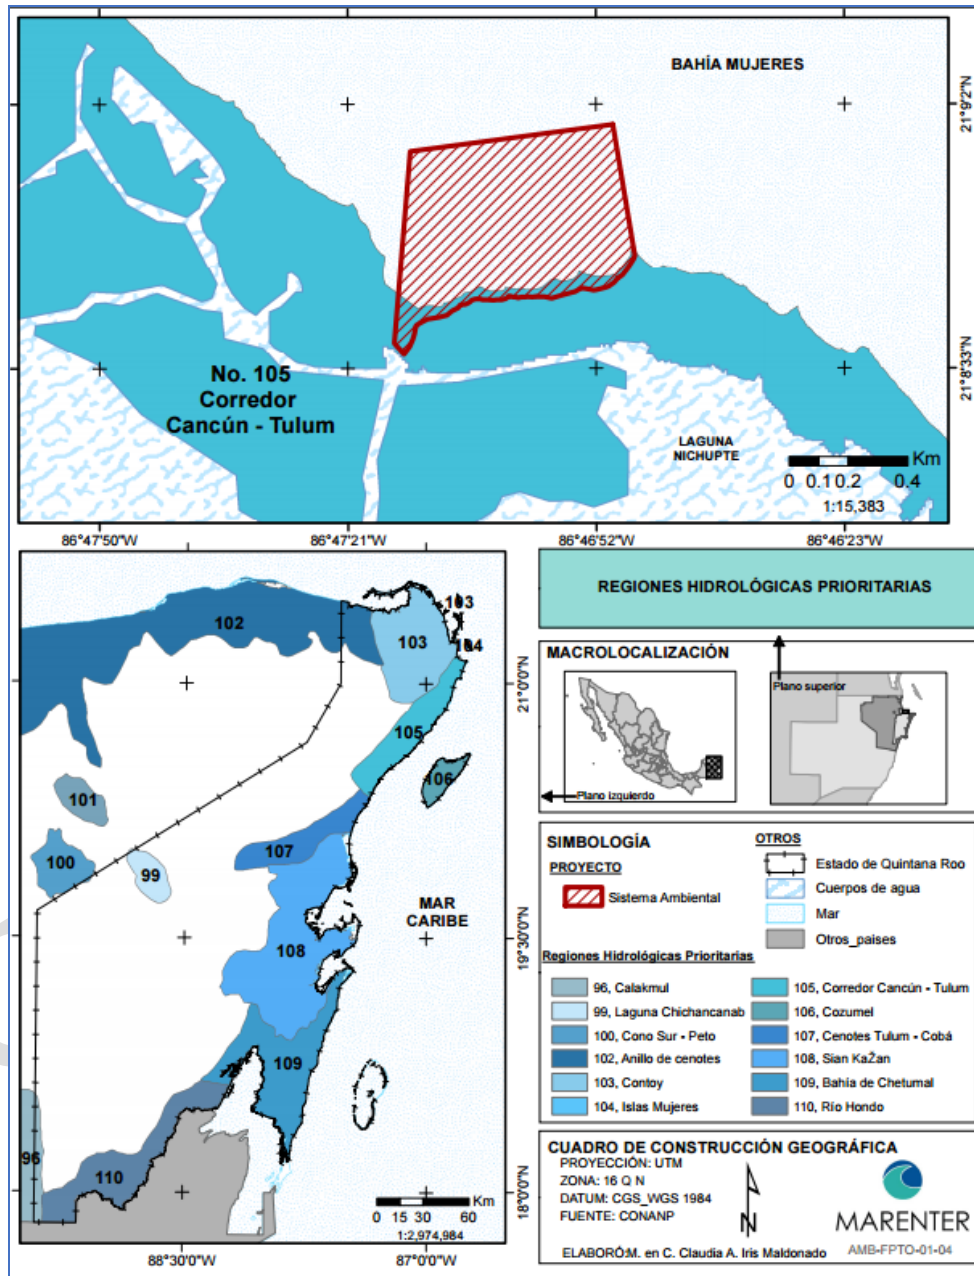 BAHÍA MUJERES
21°9'2"N
No. 105
Corredor
Cancún - Tulum
LAGUNA
NICHUPTE
21°8'33"N
Km
0 0.1 0.2 0.4
1:15,383
86°47'50"W 86°47'21"W 86°46'52"W 86°46'23"W
102
103
103
104
105
106
101
100
99
107
108
109
110
96
MAR
CARIBE
21°0'0"N
19°30'0"N
18°0'0"N
Km
0 15 30 60
1:2,974,984
88°30'0"W 87°0'0"W
REGIONES HIDROLÓGICAS PRIORITARIAS
MACROLOCALIZACIÓN
Plano superior
Plano izquierdo
SIMBOLOGÍA
PROYECTO
Sistema Ambiental
OTROS
Estado de Quintana Roo
Cuerpos de agua
Mar
Otros_paises
Regiones Hidrológicas Prioritarias
96, Calakmul
99, Laguna Chichancanab
100, Cono Sur - Peto
102, Anillo de cenotes
103, Contoy
104, Islas Mujeres
105, Corredor Cancún - Tulum
106, Cozumel
107, Cenotes Tulum - Cobá
108, Sian KaŽan
109, Bahía de Chetumal
110, Río Hondo
CUADRO DE CONSTRUCCIÓN GEOGRÁFICA
PROYECCIÓN: UTM
ZONA: 16 Q N
DATUM: CGS_WGS 1984
FUENTE: CONANP
N
ELABORÓ:M. en C. Claudia A. Iris Maldonado
MARENTER
AMB-FPTO-01-04